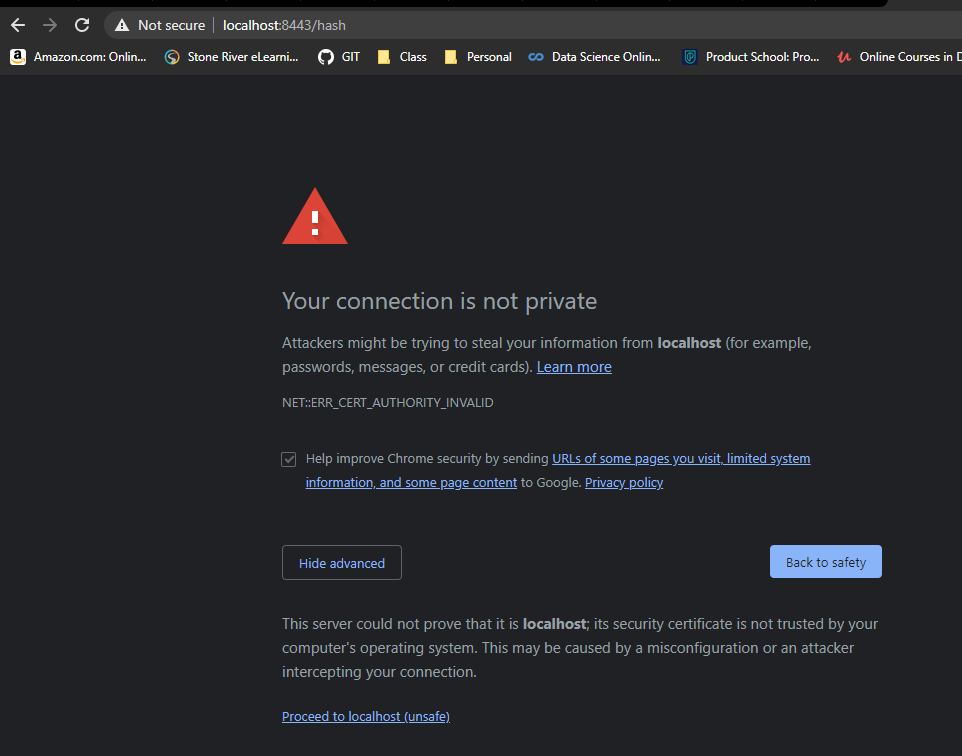 Not secure | localhost:8443/hash
Amazon.com: Onlin... Stone River eLearni... GIT Class Personal Data Science Onlin... Product School: Pro... Online Courses in D
Your connection is not private
Attackers might be trying to steal your information from localhost (for example,
passwords, messages, or credit cards). Learn more
NET::ERR_CERT_AUTHORITY_INVALID
Help improve Chrome security by sending URLs of some pages you visit, limited system
information, and some page content to Google. Privacy policy
Hide advanced Back to safety
This server could not prove that it is localhost; its security certificate is not trusted by your
computer's operating system. This may be caused by a misconfiguration or an attacker
intercepting your connection.
Proceed to localhost (unsafe)